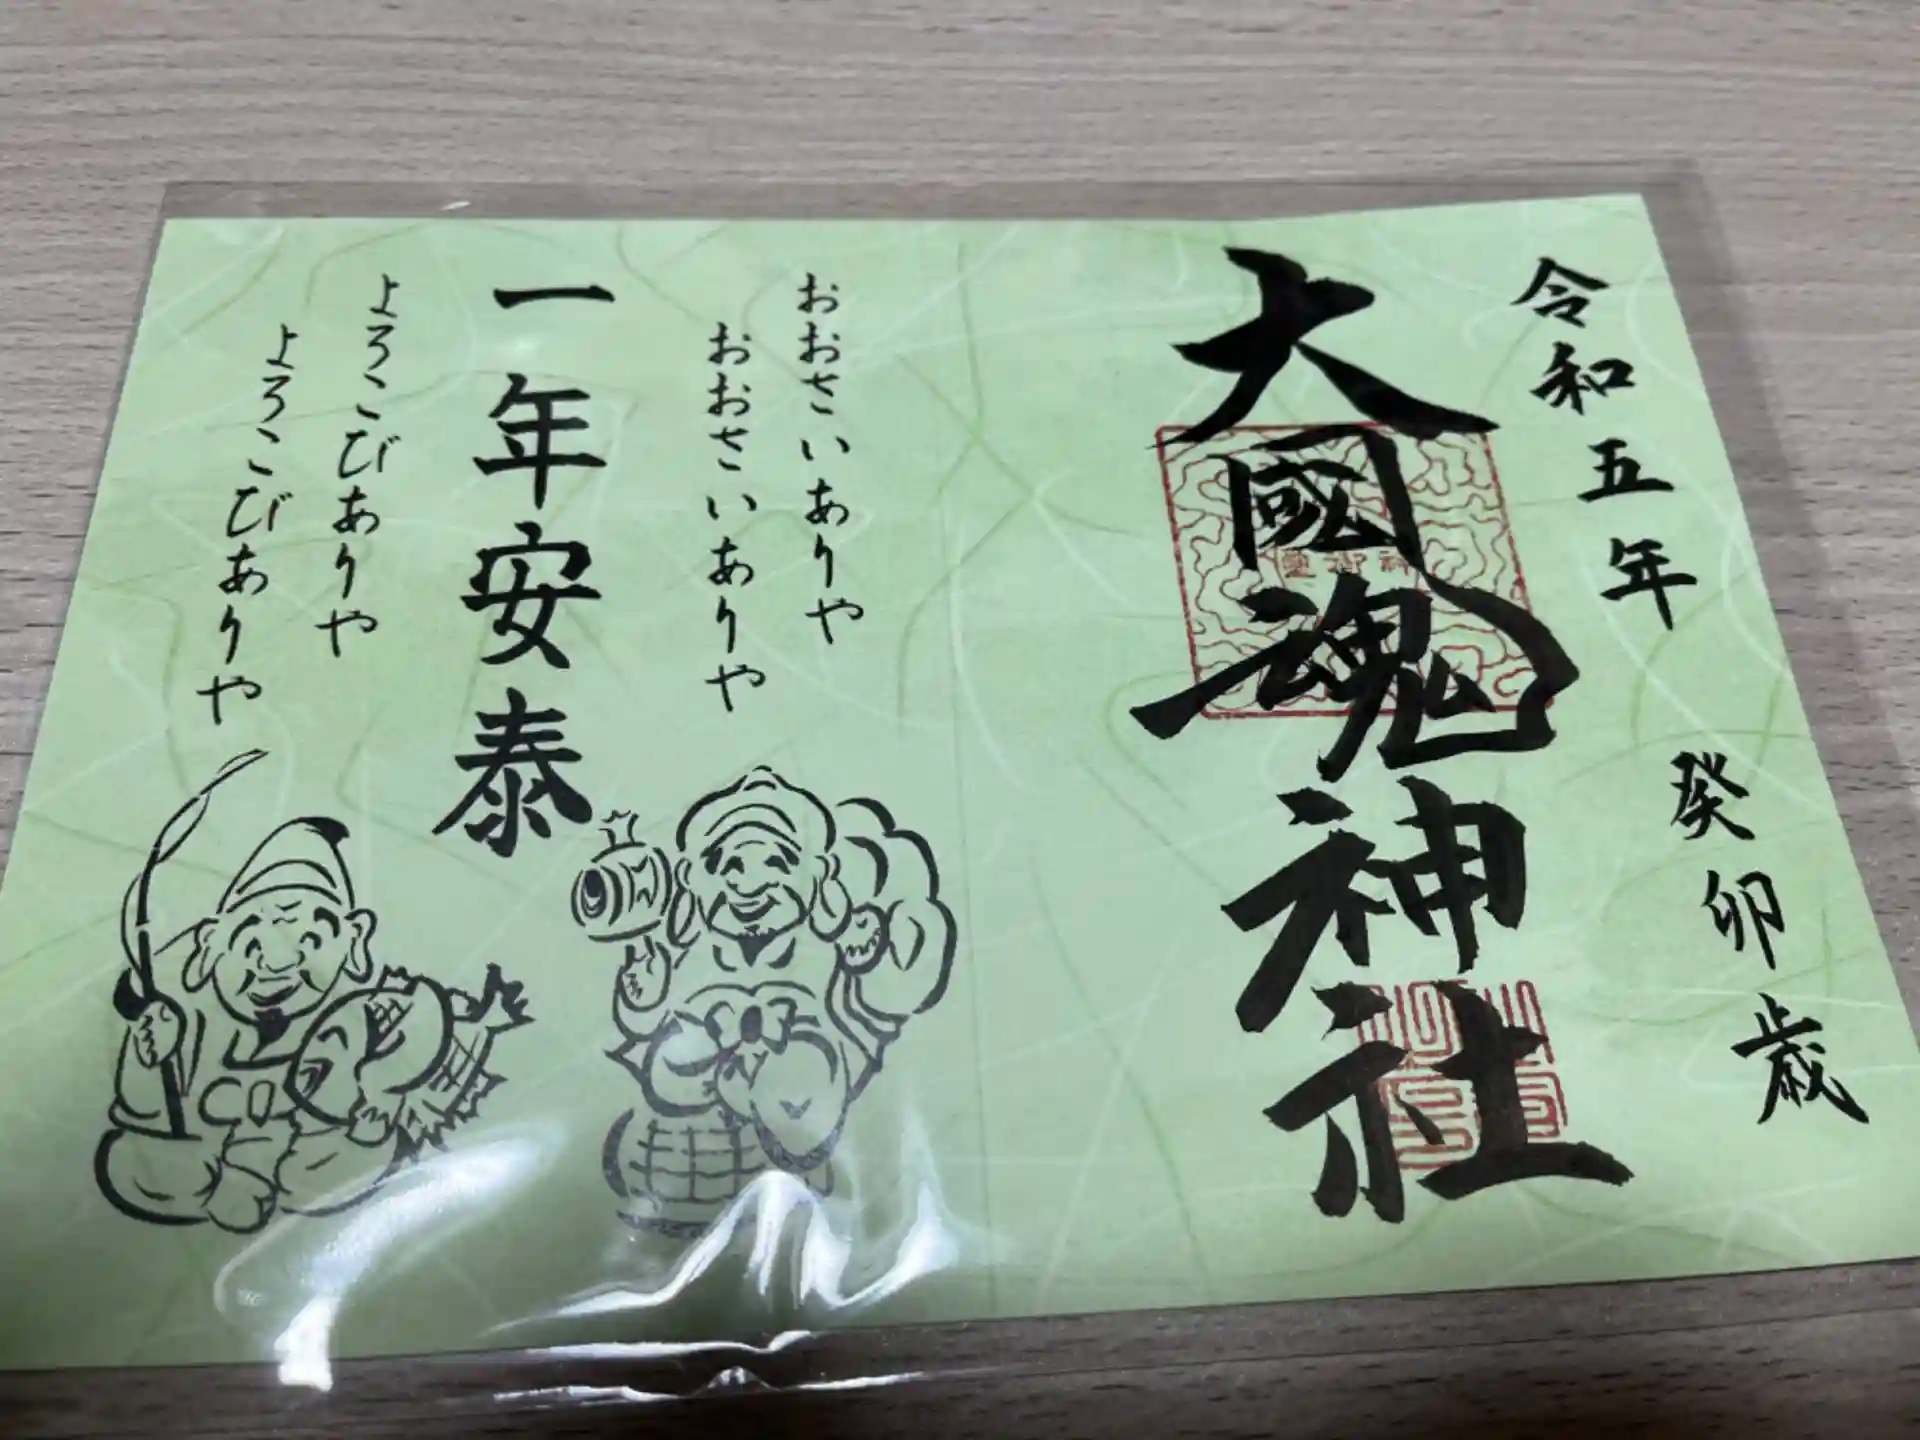 令和五年 癸卯歳
大國魂神社
おおさいありや
おおさいありや
一年安泰
よろこびありや
よろこびありや